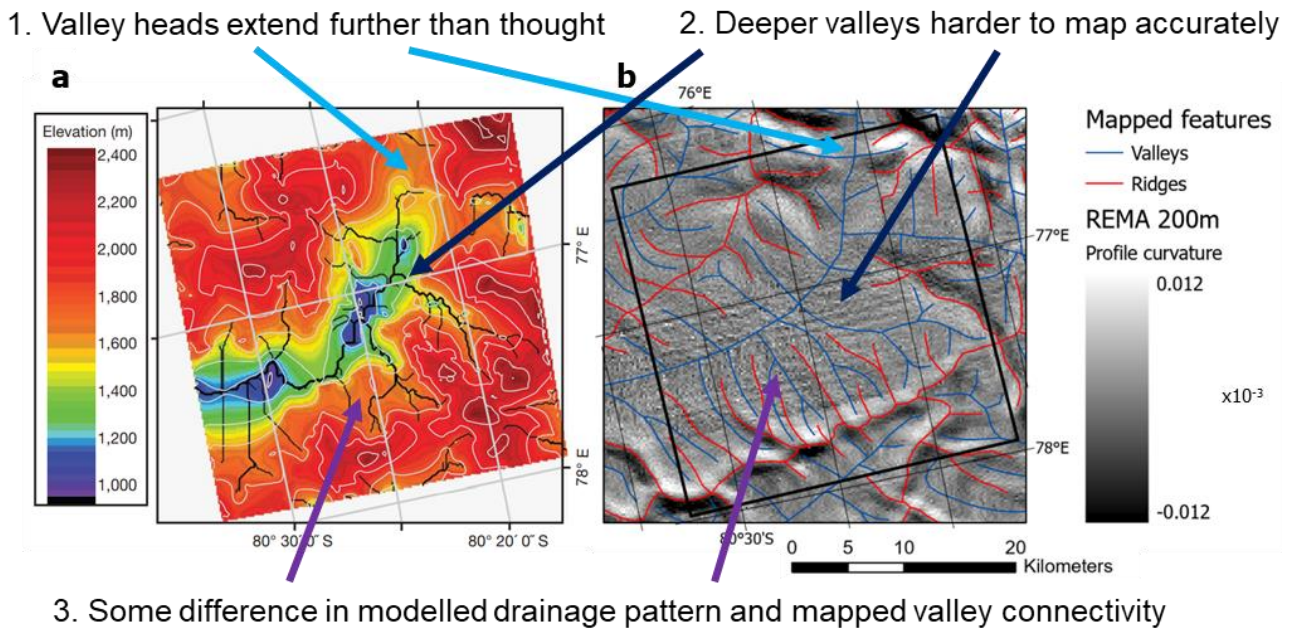 1. Valley heads extend further than thought
2. Deeper valleys harder to map accurately
a
Elevation (m)
2,400
2,200
2,000
1,800
1,600
1,400
1,200
1,000
77° E
78° E
80° 30' 0" S
80° 20' 0" S
b
76°E
77°E
78°E
80°30'S
0 5 10 20
Kilometers
Mapped features
Valleys
Ridges
REMA 200m
Profile curvature
0.012
x10-3
-0.012
3. Some difference in modelled drainage pattern and mapped valley connectivity